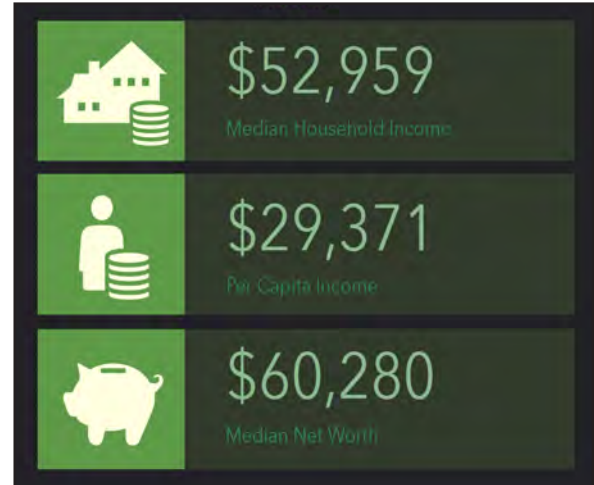 $52,959
Median Household Income
$29,371
Per Capita Income
$60,280
Median Net Worth